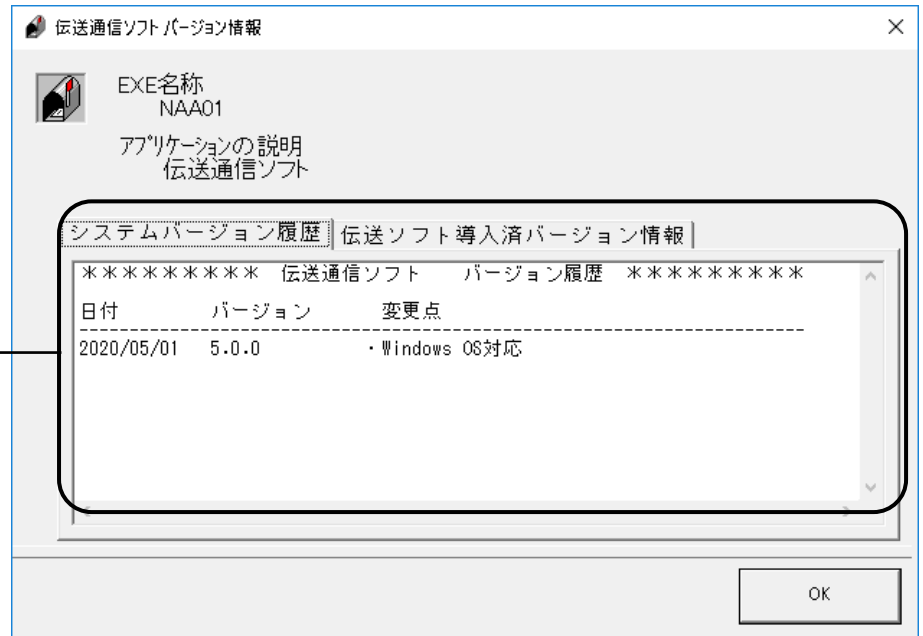 伝送通信ソフト バージョン情報
EXE名称
NAA01
アプリケーションの説明
伝送通信ソフト
システムバージョン履歴 伝送ソフト導入済バージョン情報
********* 伝送通信ソフト バージョン履歴 *********
日付 バージョン 変更点
--------------------------------------------------------------------------------
2020/05/01 5.0.0 ・Windows OS対応
OK